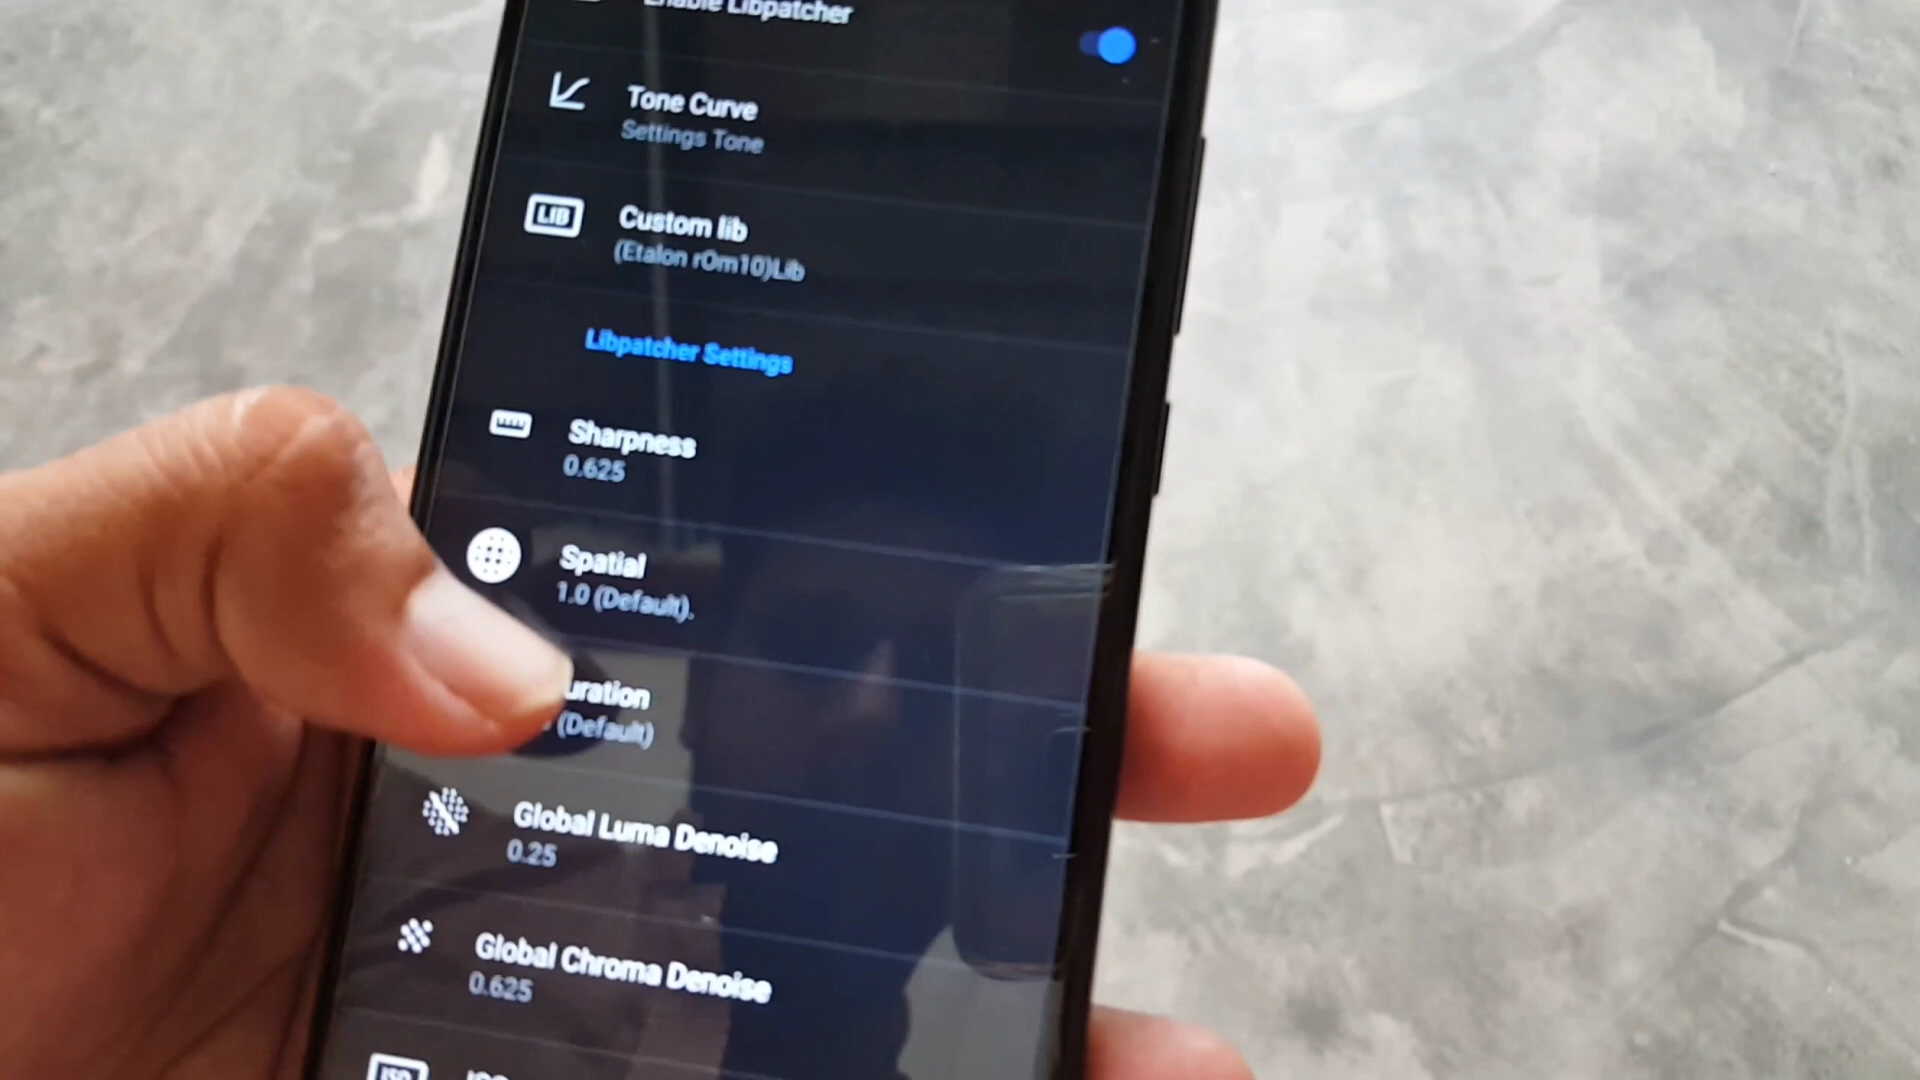 Enable Libpatcher
Tone Curve
Settings Tone
LIB
Custom lib
(Etalon r0m10)Lib
Libpatcher Settings
Sharpness
0.625
Spatial
1.0 (Default).
uration
(Default)
Global Luma Denoise
0.25
Global Chroma Denoise
0.625